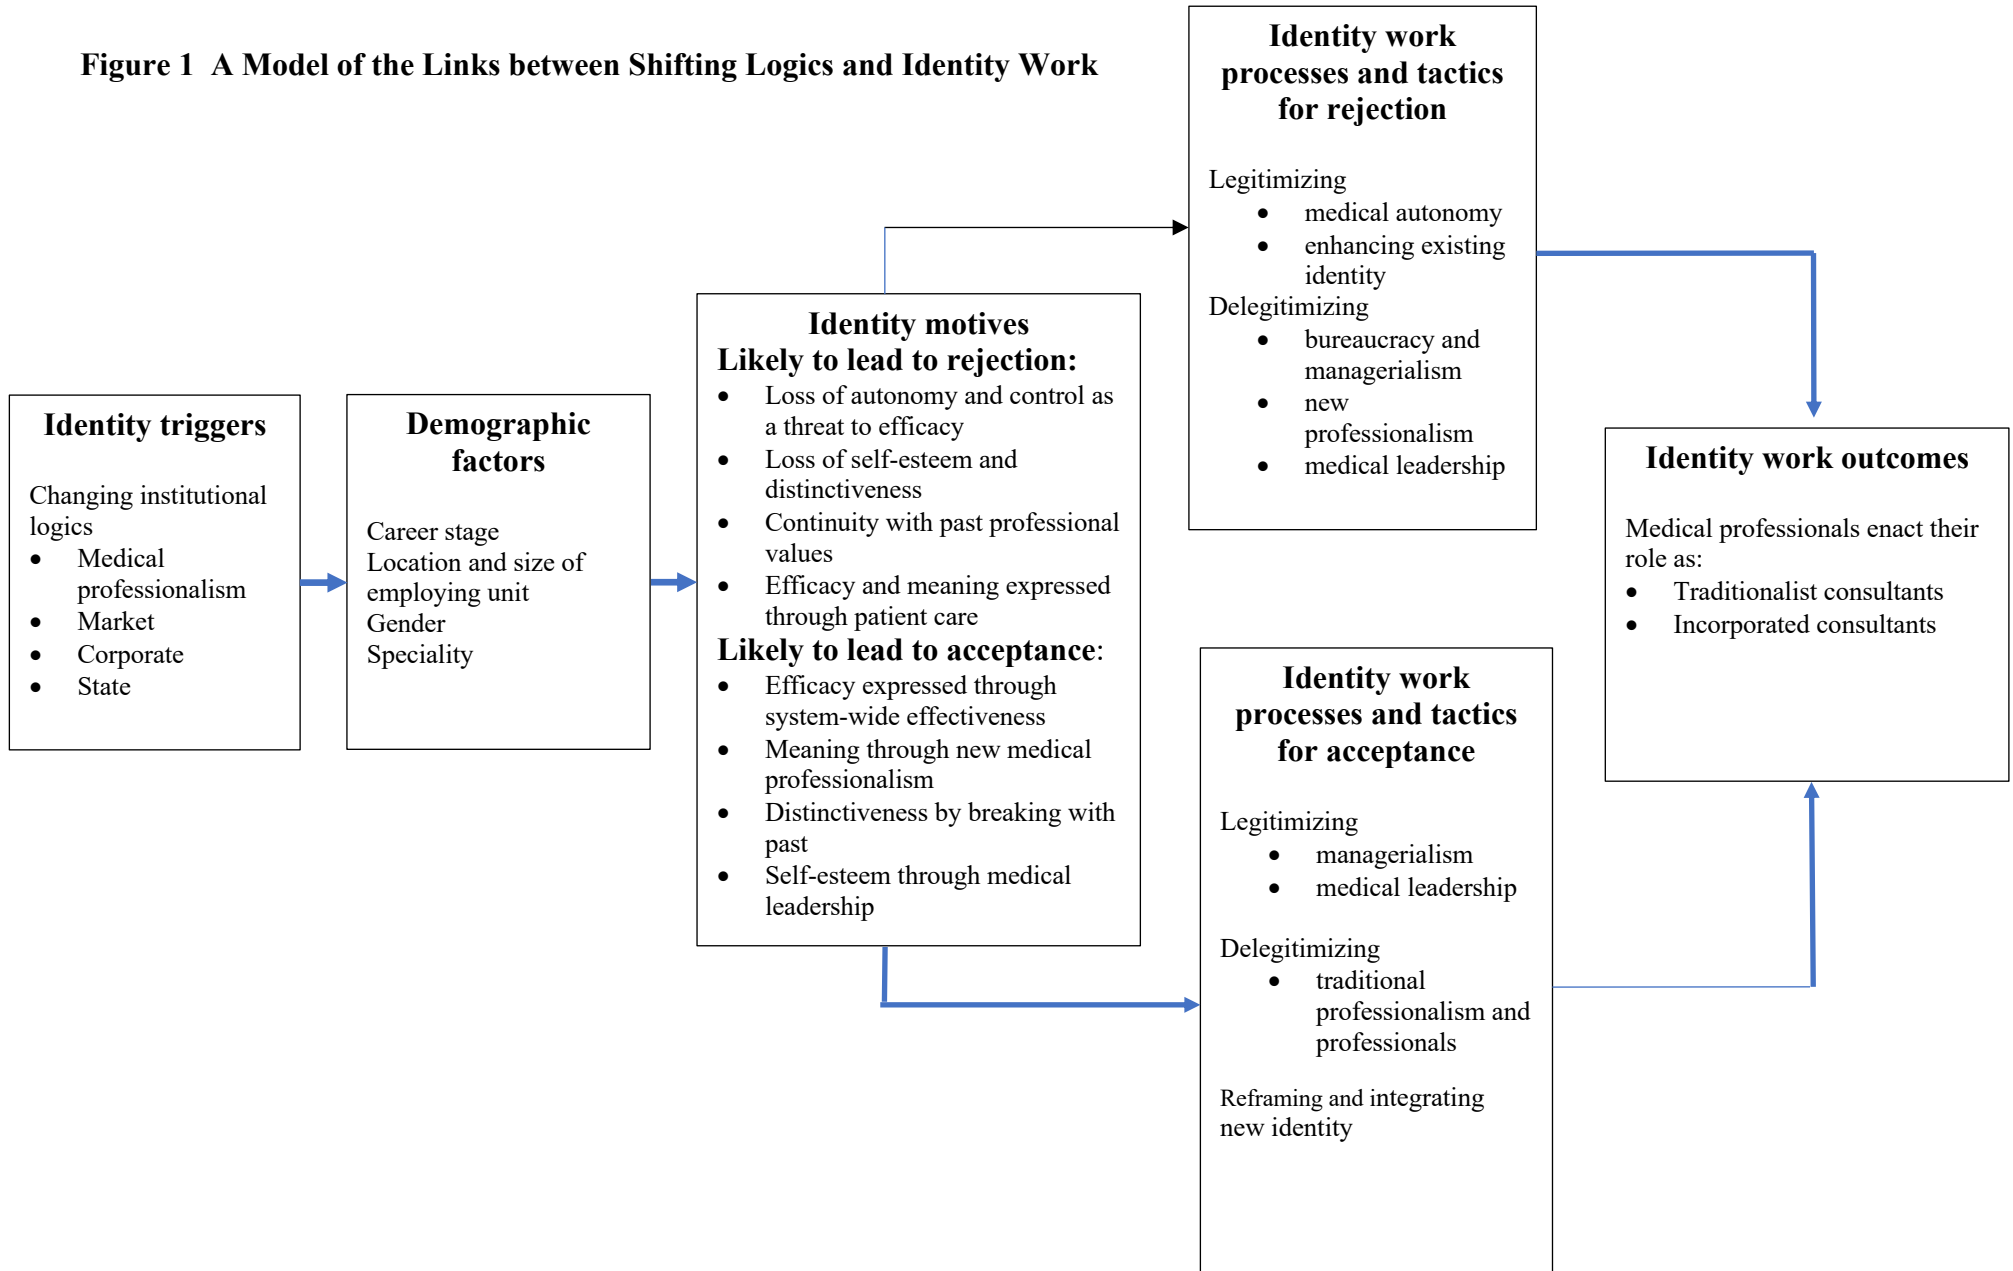 Figure 1  A Model of the Links between Shifting Logics and Identity Work
Identity triggers
Changing institutional
logics
• Medical
professionalism
• Market
• Corporate
• State
Demographic
factors
Career stage
Location and size of
employing unit
Gender
Speciality
Identity motives
Likely to lead to rejection:
• Loss of autonomy and control as
a threat to efficacy
• Loss of self-esteem and
distinctiveness
• Continuity with past professional
values
• Efficacy and meaning expressed
through patient care
Likely to lead to acceptance:
• Efficacy expressed through
system-wide effectiveness
• Meaning through new medical
professionalism
• Distinctiveness by breaking with
past
• Self-esteem through medical
leadership
Identity work
processes and tactics
for rejection
Legitimizing
• medical autonomy
• enhancing existing
identity
Delegitimizing
• bureaucracy and
managerialism
• new
professionalism
• medical leadership
Identity work
processes and tactics
for acceptance
Legitimizing
• managerialism
• medical leadership
Delegitimizing
• traditional
professionalism and
professionals
Reframing and integrating
new identity
Identity work outcomes
Medical professionals enact their
role as:
• Traditionalist consultants
• Incorporated consultants